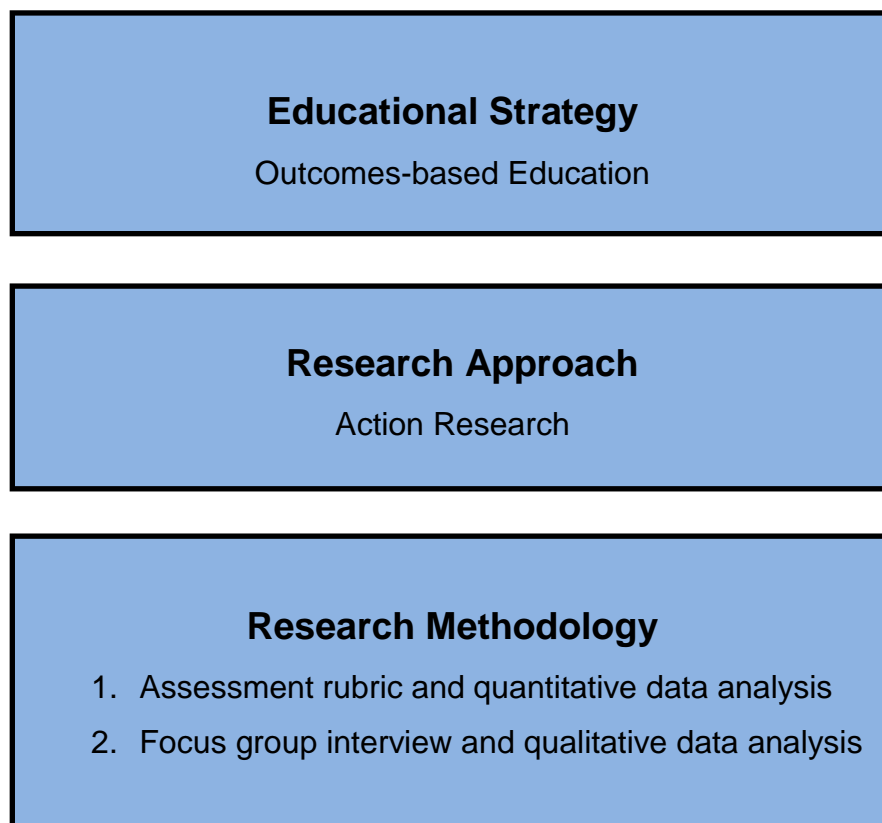 Educational Strategy
Outcomes-based Education
Research Approach
Action Research
Research Methodology
1. Assessment rubric and quantitative data analysis
2. Focus group interview and qualitative data analysis